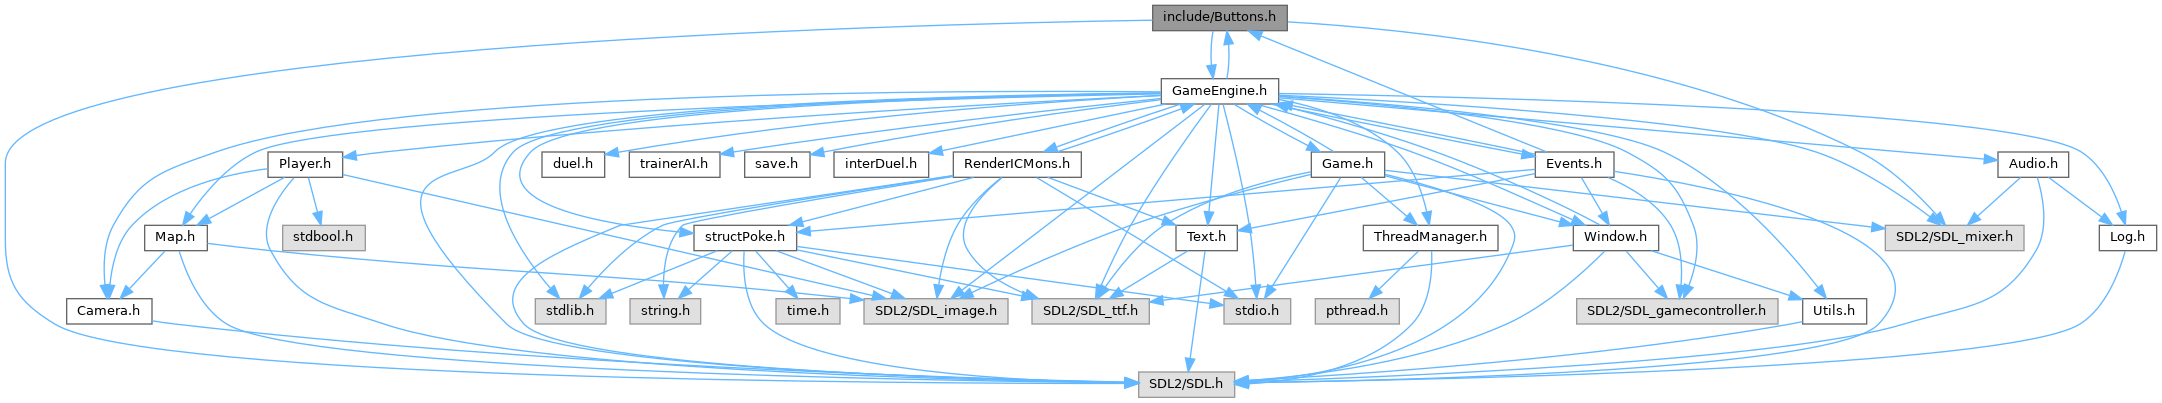 include/Buttons.h
GameEngine.h
Player.h
duel.h
trainerAI.h
save.h
interDuel.h
RenderICMons.h
Game.h
Events.h
Audio.h
Map.h
stdbool.h
structPoke.h
Text.h
ThreadManager.h
Window.h
SDL2/SDL_mixer.h
Log.h
Camera.h
stdlib.h
string.h
time.h
SDL2/SDL_image.h
SDL2/SDL_ttf.h
stdio.h
pthread.h
SDL2/SDL_gamecontroller.h
Utils.h
SDL2/SDL.h